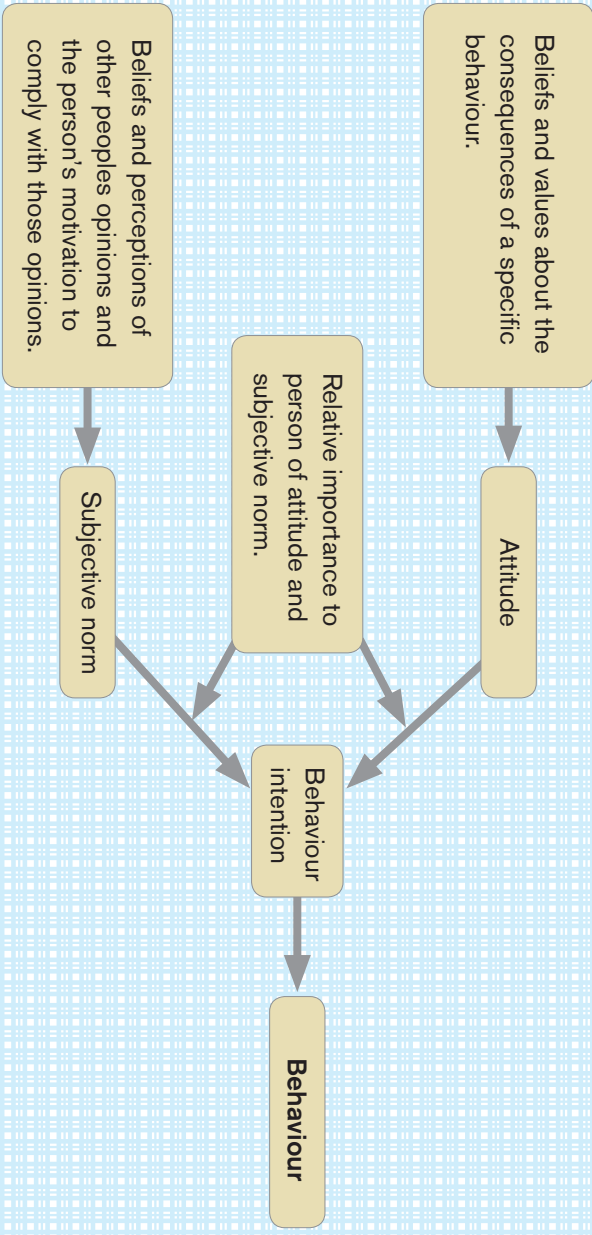 Beliefs and values about the
consequences of a specific
behaviour.
Attitude
Relative importance to
person of attitude and
subjective norm.
Beliefs and perceptions of
other peoples opinions and
the person's motivation to
comply with those opinions.
Subjective norm
Behaviour
intention
Behaviour